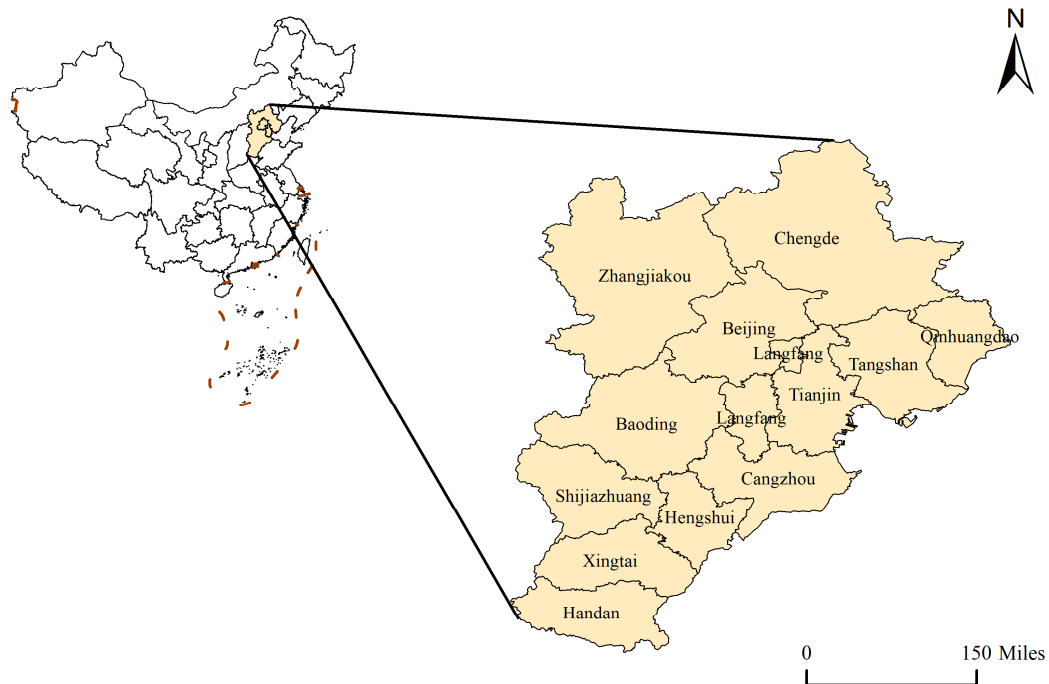 N
Chengde
Zhangjiakou
Beijing
Qinhuangdao
Langfang
Tangshan
Tianjin
Baoding
Langfang
Cangzhou
Shijiazhuang
Hengshui
Xingtai
Handan
0 150 Miles